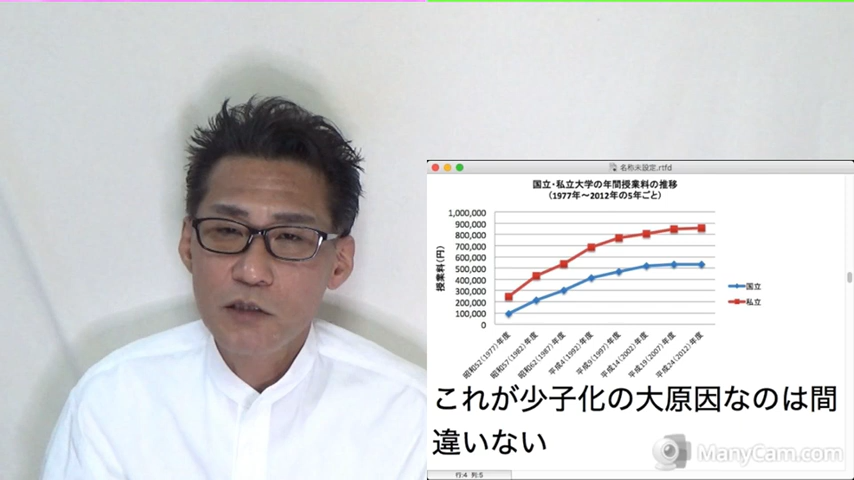 名称未設定.rtfd
国立・私立大学の年間授業料の推移
（1977年～2012年の5年ごと）
1,000,000
900,000
800,000
700,000
600,000
500,000
400,000
300,000
200,000
100,000
0
授業料（円）
昭和52（1977）年度
昭和57（1982）年度
昭和62（1987）年度
平成4（1992）年度
平成9（1997）年度
平成14（2002）年度
平成19（2007）年度
平成24（2012）年度
国立
私立
これが少子化の大原因なのは間
違いない
ManyCam.com
行:4 列:5